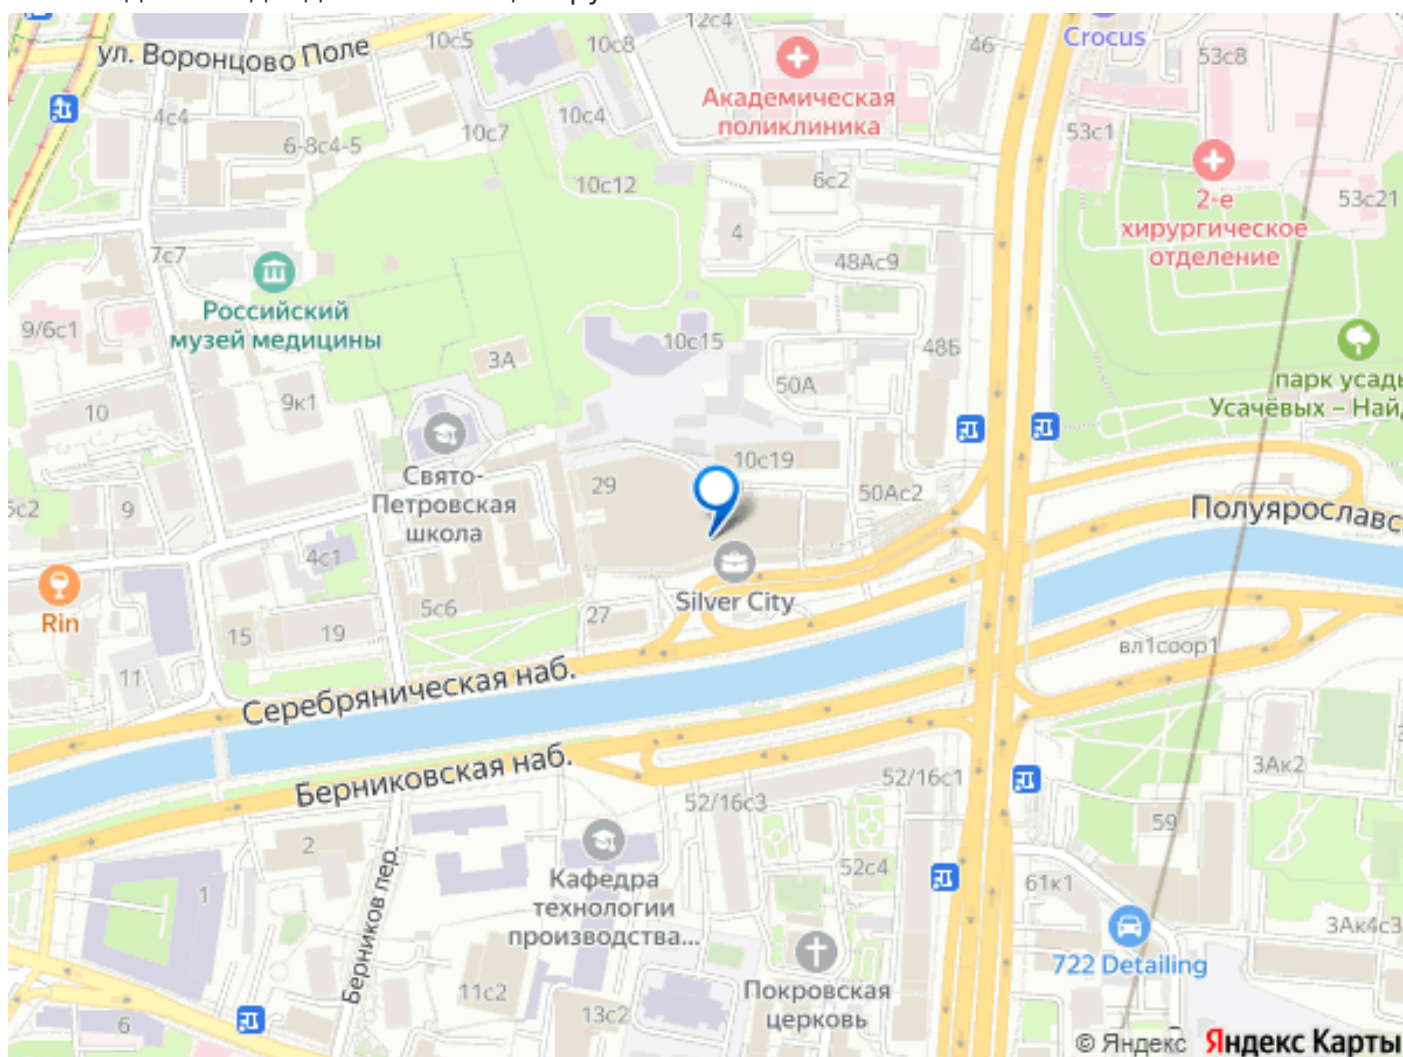 12с4
ул. Воронцово Поле
10с5
10с8
46
Crocus
53с8
Академическая
поликлиника
4с4
6-8с4-5
10с7
10с4
53с1
10с12
6с2
2-е
хирургическое
отделение
53с21
4
7с7
48Ас9
Российский
музей медицины
9/6с1
3А
10с15
48Б
50А
парк усадь
Усачёвых – Най
10
9к1
Свято-
Петровская
школа
29
10с19
50Ас2
Полуярославс
5с2
9
4с1
Rin
5с6
Silver City
27
15
19
11
вл1соор1
Серебряническая наб.
Берниковская наб.
52/16с3
52/16с1
3Ак2
59
2
1
Берников пер.
Кафедра
технологии
производства...
52с4
61к1
3Ак4с3
722 Detailing
11с2
13с2
Покровская
церковь
6
© Яндекс Яндекс Карты